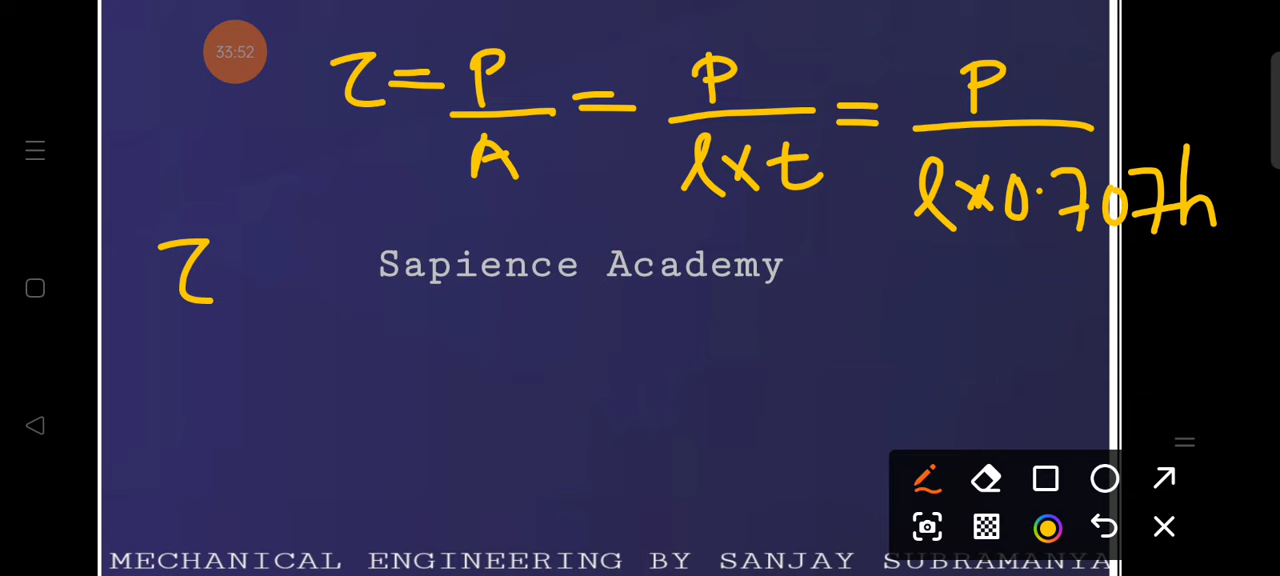 33:52
τ = P/A = P/(l×t) = P/(l×0.707h)
τ
Sapience Academy
MECHANICAL ENGINEERING BY SANJAY SUBRAMANYA